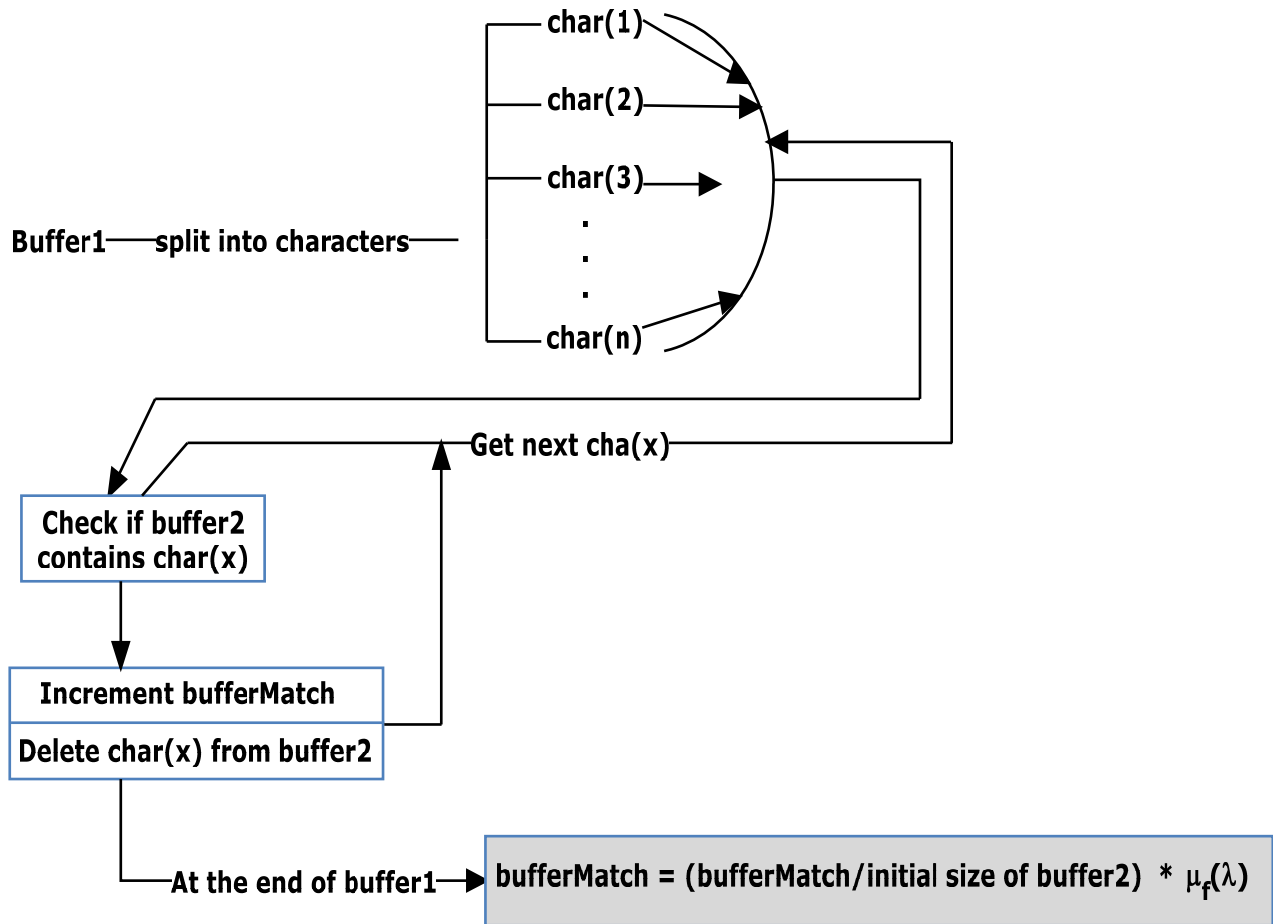 char(1)
char(2)
char(3)
.
.
.
char(n)
Buffer1 split into characters
Get next cha(x)
Check if buffer2
contains char(x)
Increment bufferMatch
Delete char(x) from buffer2
At the end of buffer1
bufferMatch = (bufferMatch/initial size of buffer2) * μf(λ)